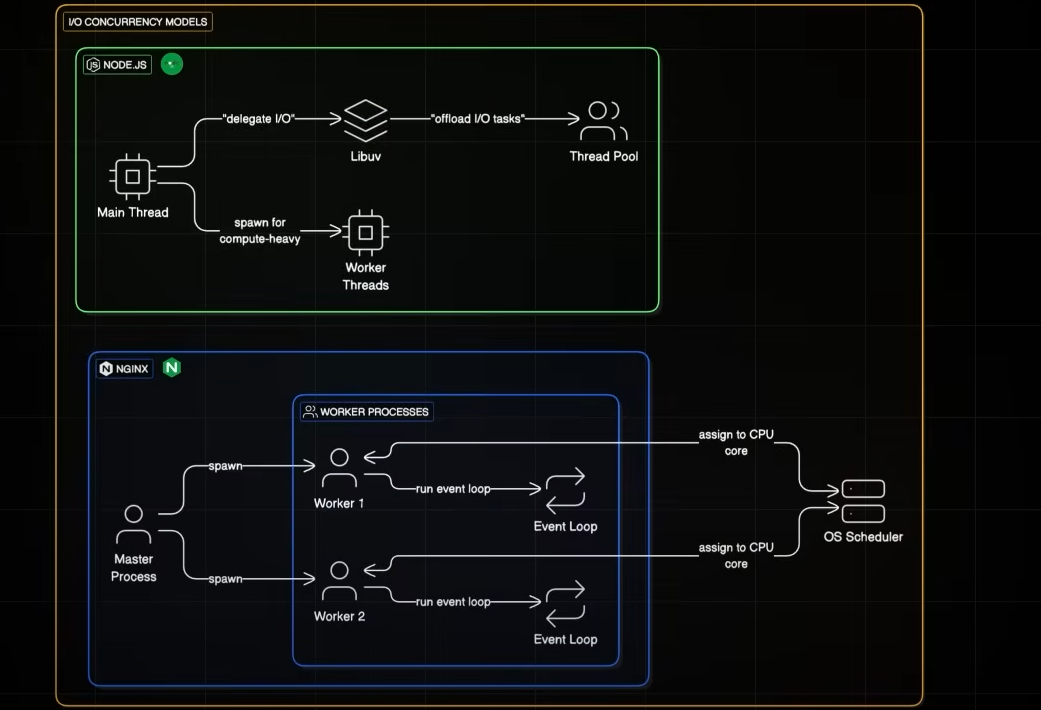 I/O CONCURRENCY MODELS
JS NODE.JS
"delegate I/O"
"offload I/O tasks"
Libuv
Thread Pool
Main Thread
spawn for
compute-heavy
Worker
Threads
N NGINX N
WORKER PROCESSES
assign to CPU
core
spawn
Worker 1
run event loop
Event Loop
OS Scheduler
Master
Process
assign to CPU
core
spawn
Worker 2
run event loop
Event Loop